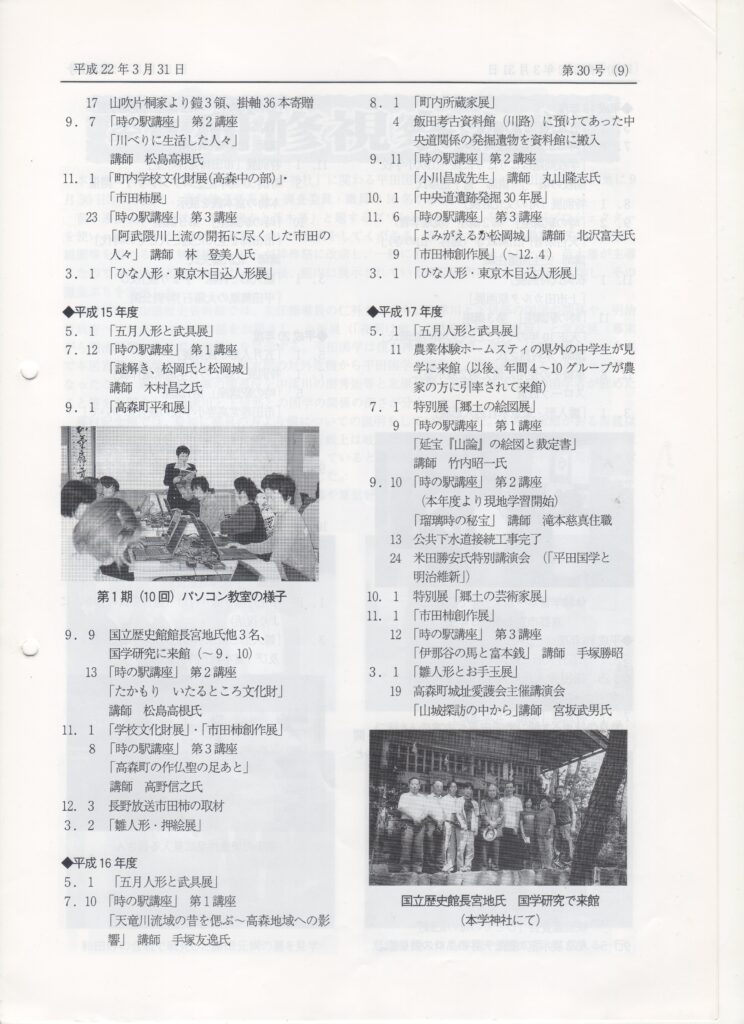 平成22年3月31日
第30号（9）
17 山吹片桐家より鎧3領、掛軸36本寄贈
9．7 「時の駅講座」 第2講座
「川べりに生活した人々」
講師 松島高根氏
11．1 「町内学校文化財展（高森中の部）」・
「市田柿展」
23 「時の駅講座」 第3講座
「阿武隈川上流の開拓に尽くした市田の
人々」 講師 林 登美人氏
3．1 「ひな人形・東京木目込人形展」
◆平成15年度
5．1 「五月人形と武具展」
7．12 「時の駅講座」 第1講座
「謎解き、松岡氏と松岡城」
講師 木村昌之氏
9．1 「高森町平和展」
第1期（10回）パソコン教室の様子
9．9 国立歴史館館長宮地氏他3名、
国学研究に来館（～9．10）
13 「時の駅講座」 第2講座
「たかもり いたるところ文化財」
講師 松島高根氏
11．1 「学校文化財展」・「市田柿創作展」
8 「時の駅講座」 第3講座
「高森町の作仏聖の足あと」
講師 高野信之氏
12．3 長野放送市田柿の取材
3．2 「雛人形・押絵展」
◆平成16年度
5．1 「五月人形と武具展」
7．10 「時の駅講座」 第1講座
「天竜川流域の昔を偲ぶ～高森地域への影
響」 講師 手塚友逸氏
8．1 「町内所蔵家展」
4 飯田考古資料館（川路）に預けてあった中
央道関係の発掘遺物を資料館に搬入
9．11 「時の駅講座」第2講座
「小川昌成先生」 講師 丸山隆志氏
10．1 「中央道遺跡発掘30年展」
11．6 「時の駅講座」 第3講座
「よみがえるか松岡城」 講師 北沢富夫氏
9 「市田柿創作展」（～12．4）
3．1 「ひな人形・東京木目込人形展」
◆平成17年度
5．1 「五月人形と武具展」
11 農業体験ホームスティの県外の中学生が見
学に来館（以後、年間4～10グループが農
家の方に引率されて来館）
7．1 特別展「郷土の絵図展」
9 「時の駅講座」 第1講座
「延宝『山論』の絵図と裁定書」
講師 竹内昭一氏
9．10 「時の駅講座」 第2講座
（本年度より現地学習開始）
「瑠璃時の秘宝」 講師 滝本慈真住職
13 公共下水道接続工事完了
24 米田勝安氏特別講演会 （「平田国学と
明治維新」）
10．1 特別展「郷土の芸術家展」
11．1 「市田柿創作展」
12 「時の駅講座」 第3講座
「伊那谷の馬と富本銭」 講師 手塚勝昭
3．1 「雛人形とお手玉展」
19 高森町城址愛護会主催講演会
「山城探訪の中から」講師 宮坂武男氏
国立歴史館長宮地氏 国学研究で来館
（本学神社にて）